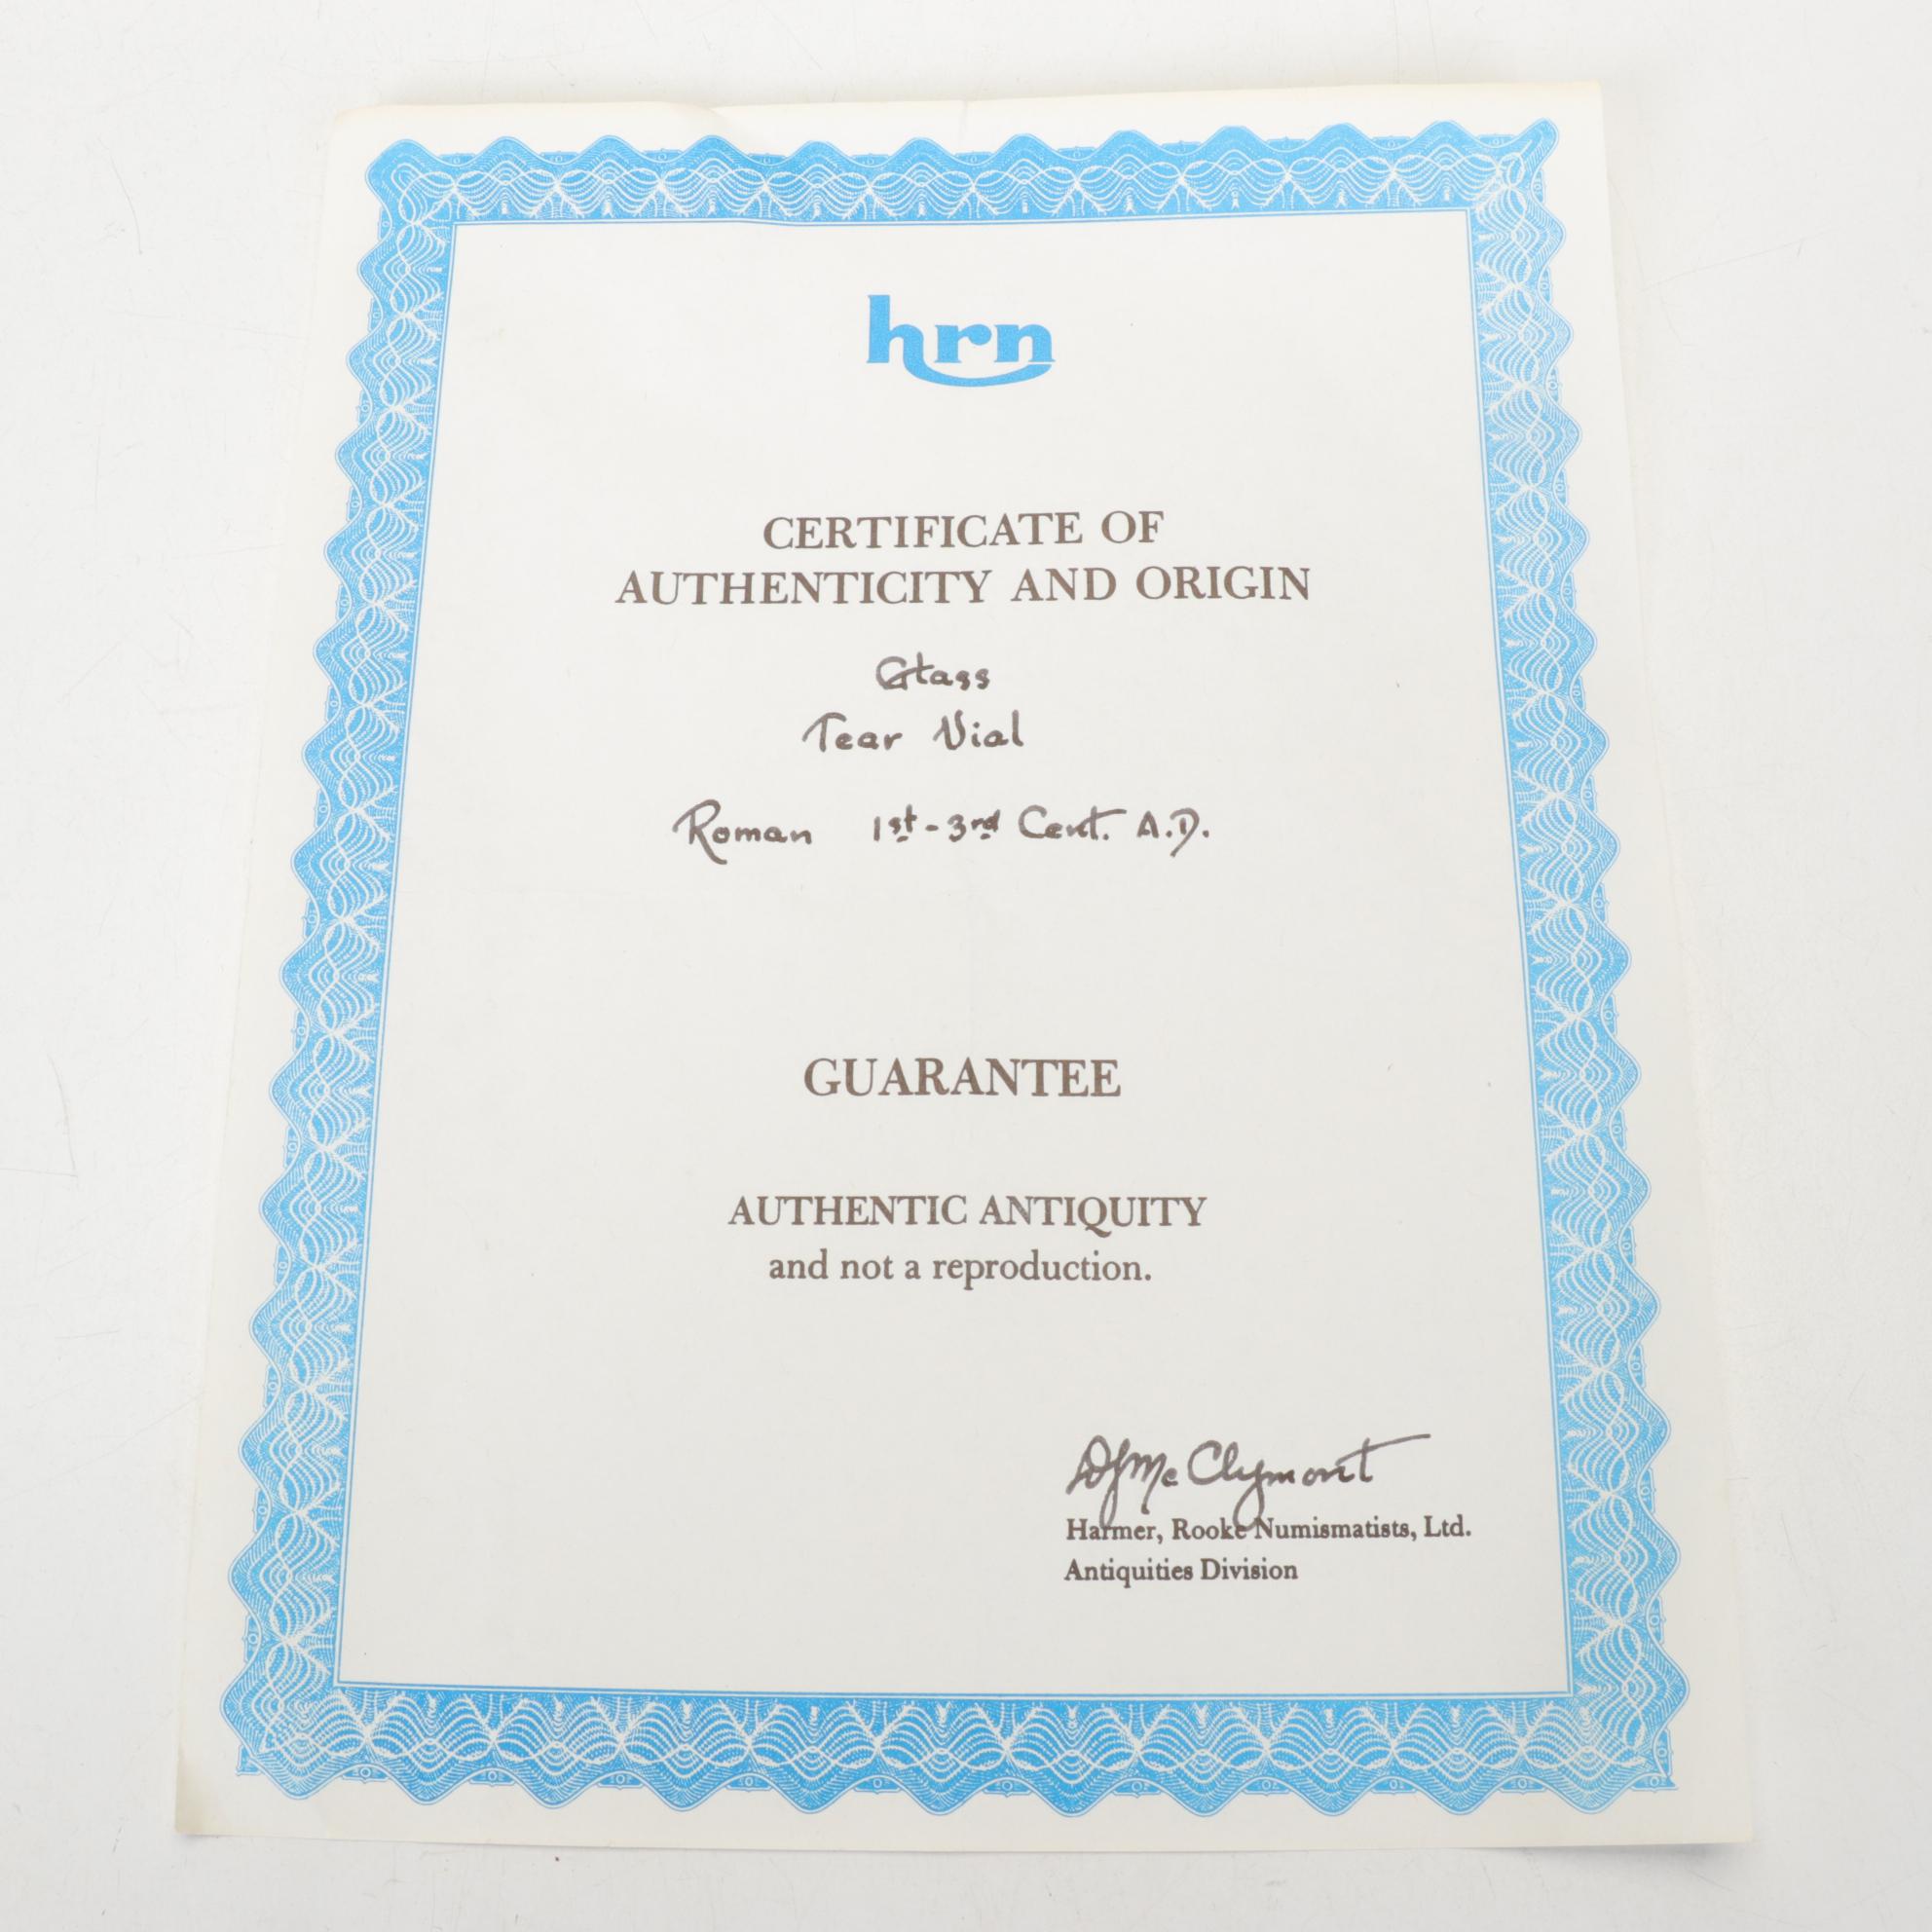 hrn
CERTIFICATE OF
AUTHENTICITY AND ORIGIN
Glass
Tear Vial
Roman 1st - 3rd Cent. A.D.
GUARANTEE
AUTHENTIC ANTIQUITY
and not a reproduction.
DJMcClymont
Harmer, Rooke Numismatists, Ltd.
Antiquities Division